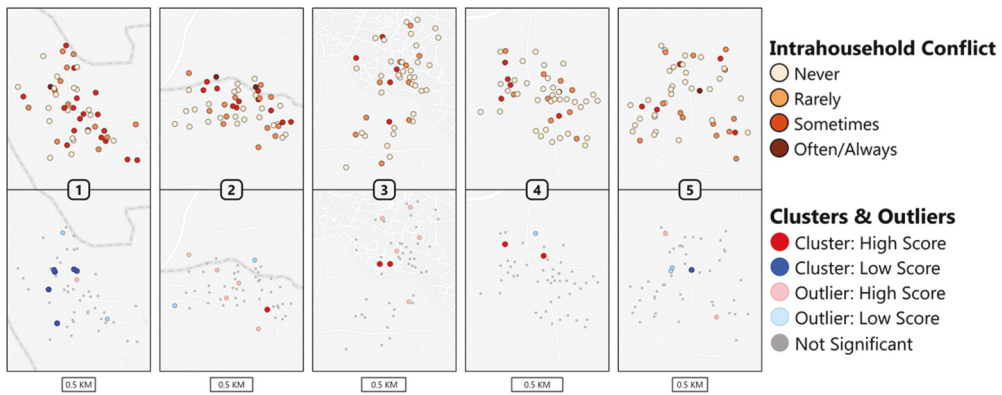 Intrahousehold Conflict
Never
Rarely
Sometimes
Often/Always
1
2
3
4
5
Clusters & Outliers
Cluster: High Score
Cluster: Low Score
Outlier: High Score
Outlier: Low Score
Not Significant
0.5 KM
0.5 KM
0.5 KM
0.5 KM
0.5 KM